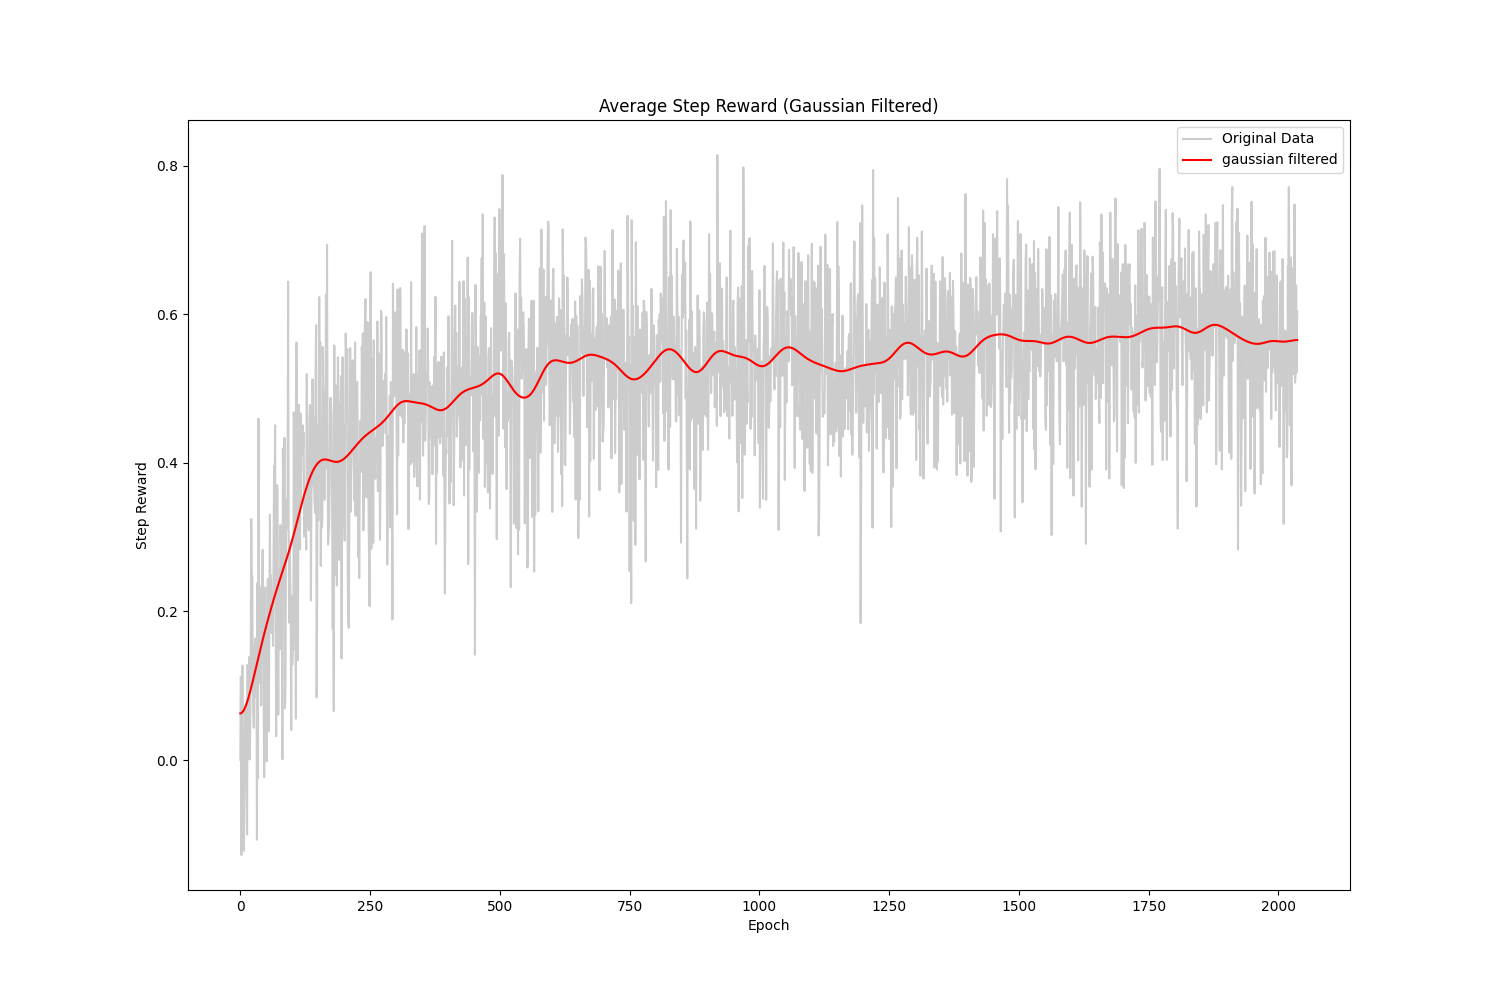 Average Step Reward (Gaussian Filtered)
Original Data
gaussian filtered
0.8
0.6
0.4
0.2
0.0
Step Reward
0 250 500 750 1000 1250 1500 1750 2000
Epoch